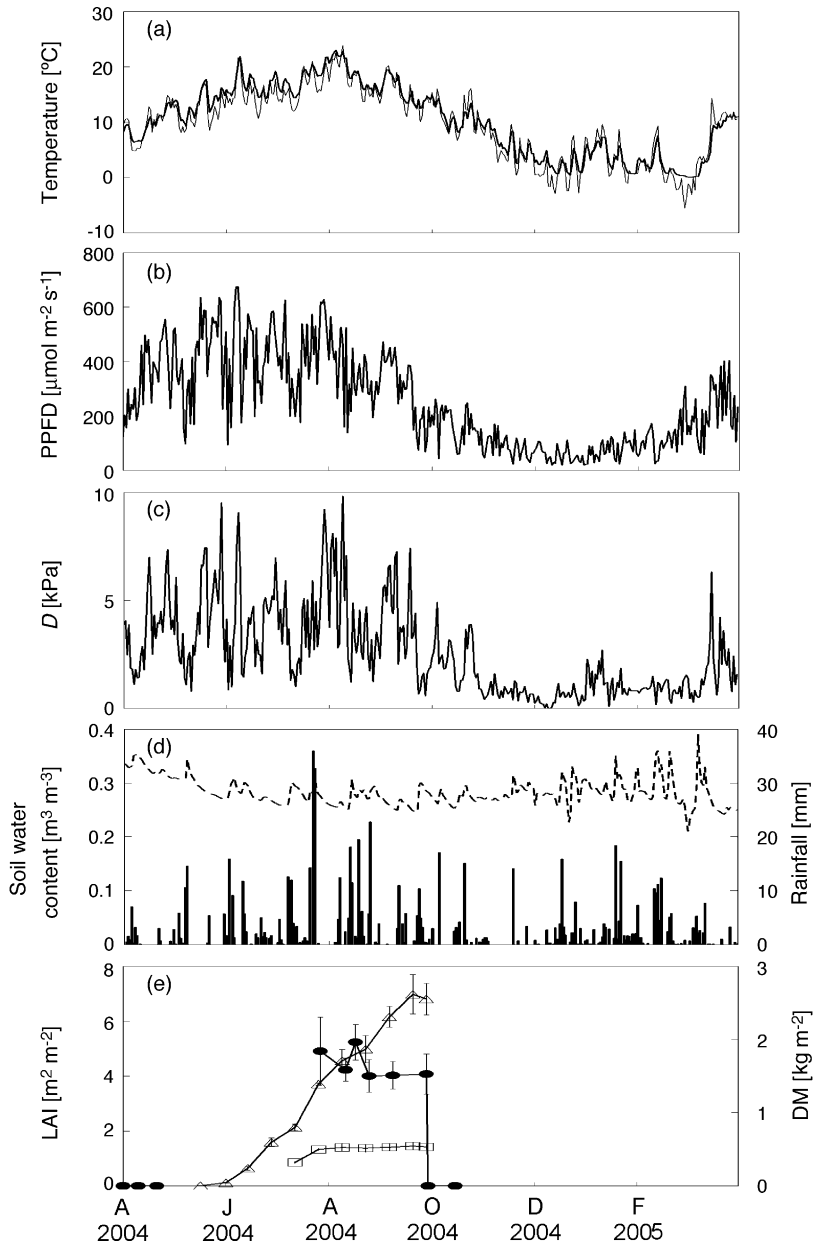 (a)
30
20
10
0
-10
Temperature [ºC]
(b)
800
600
400
200
0
PPFD [µmol m-2 s-1]
(c)
10
5
0
D [kPa]
(d)
0.4
0.3
0.2
0.1
0
Soil water
content [m3 m-3]
40
30
20
10
0
Rainfall [mm]
(e)
8
6
4
2
0
LAI [m2 m-2]
3
2
1
0
DM [kg m-2]
A J A O D F
2004 2004 2004 2004 2004 2005